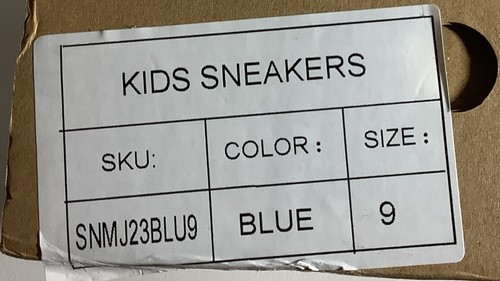 KIDS SNEAKERS
SKU: COLOR: SIZE:
SNMJ23BLU9 BLUE 9